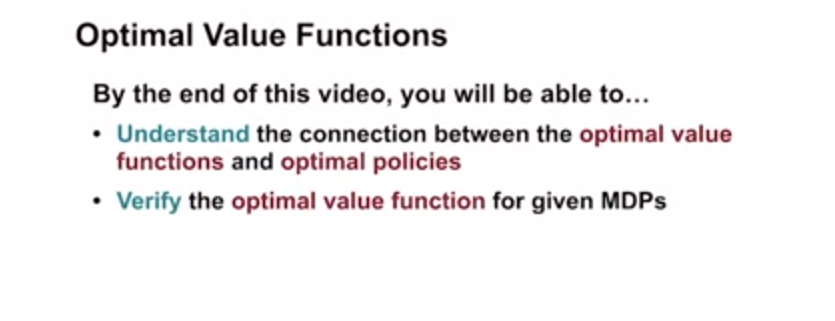 Optimal Value Functions
By the end of this video, you will be able to...
• Understand the connection between the optimal value
functions and optimal policies
• Verify the optimal value function for given MDPs